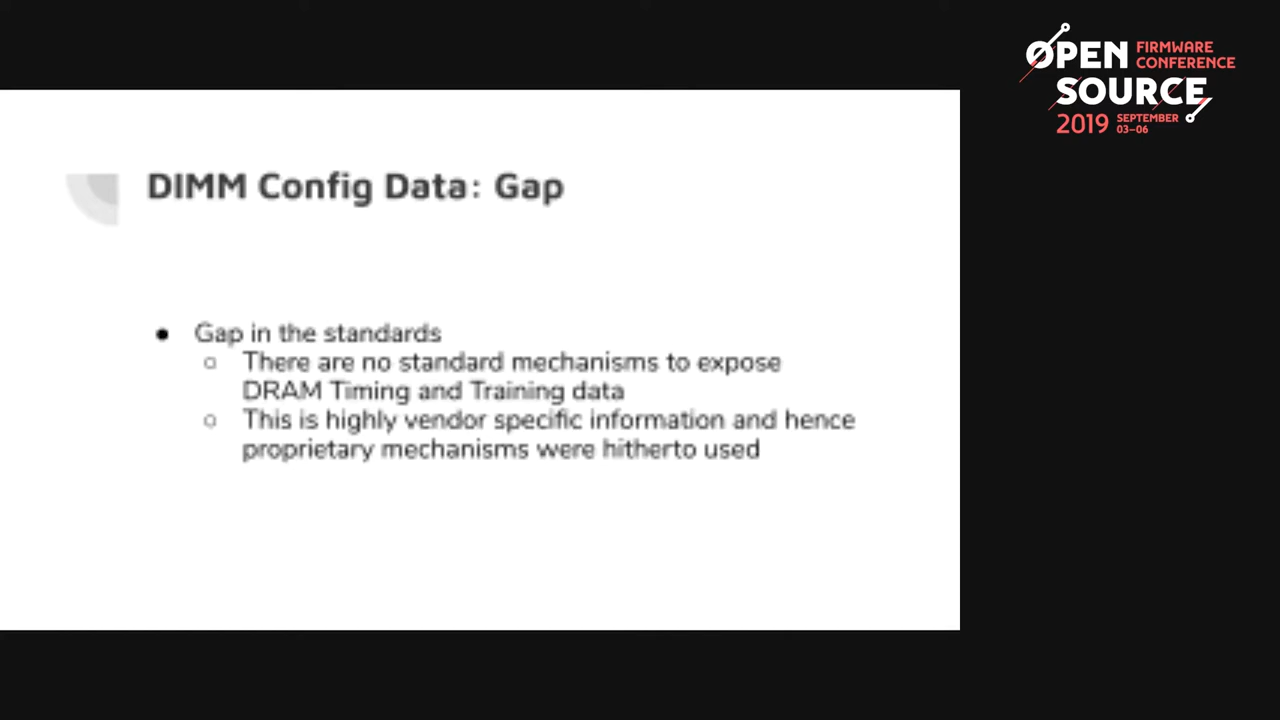 OPEN FIRMWARE
CONFERENCE
SOURCE
2019 SEPTEMBER
03–06
DIMM Config Data: Gap
● Gap in the standards
○ There are no standard mechanisms to expose
DRAM Timing and Training data
○ This is highly vendor specific information and hence
proprietary mechanisms were hitherto used